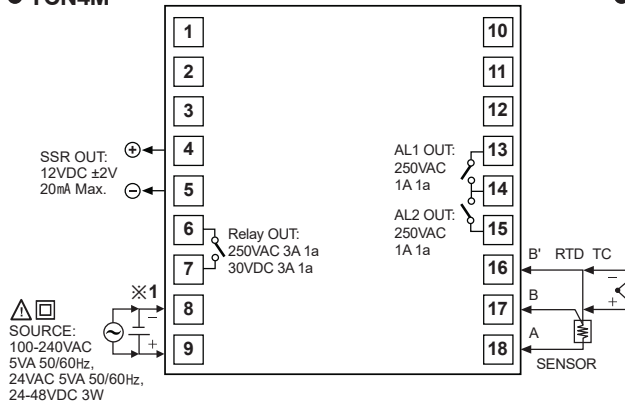 TCN4M
1
2
3
4
5
6
7
8
9
10
11
12
13
14
15
16
17
18
SSR OUT:
12VDC ±2V
20mA Max.
Relay OUT:
250VAC 3A 1a
30VDC 3A 1a
※1
SOURCE:
100-240VAC
5VA 50/60Hz,
24VAC 5VA 50/60Hz,
24-48VDC 3W
AL1 OUT:
250VAC
1A 1a
AL2 OUT:
250VAC
1A 1a
B' RTD TC
B
A
SENSOR